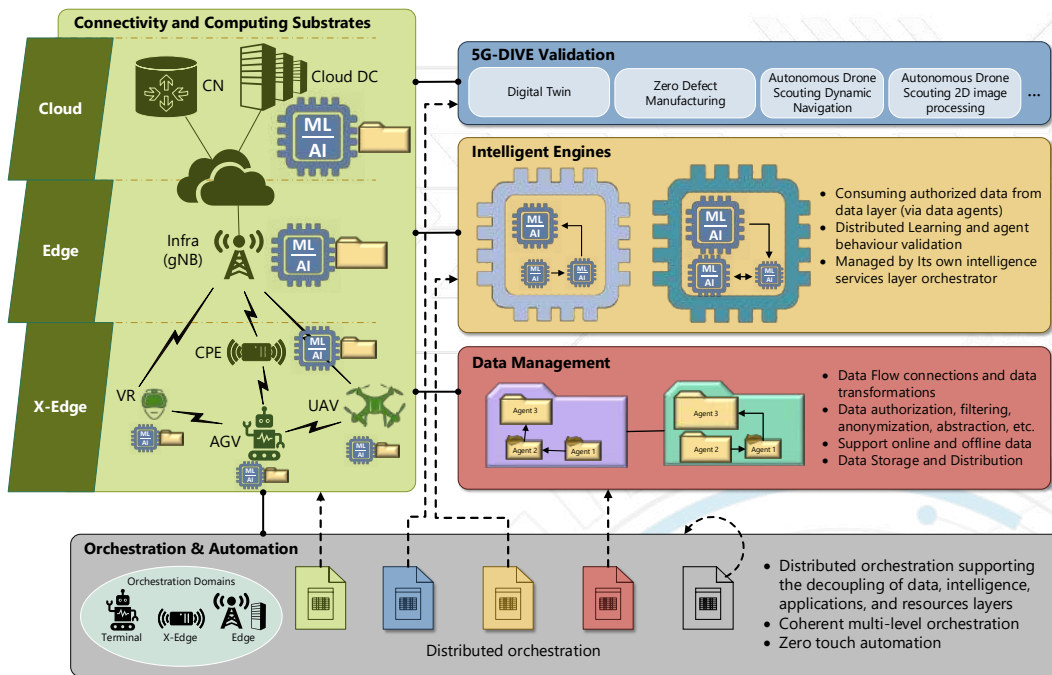 Connectivity and Computing Substrates
Cloud
CN
Cloud DC
ML
AI
Edge
Infra
(gNB)
ML
AI
X-Edge
CPE
ML
AI
VR
ML
AI
AGV
ML
AI
UAV
ML
AI
5G-DIVE Validation
Digital Twin
Zero Defect
Manufacturing
Autonomous Drone
Scouting Dynamic
Navigation
Autonomous Drone
Scouting 2D image
processing
...
Intelligent Engines
ML
AI
ML
AI
ML
AI
ML
AI
ML
AI
ML
AI
• Consuming authorized data from
data layer (via data agents)
• Distributed Learning and agent
behaviour validation
• Managed by Its own intelligence
services layer orchestrator
Data Management
Agent 3
Agent 2
Agent 1
Agent 3
Agent 2
Agent 1
• Data Flow connections and data
transformations
• Data authorization, filtering,
anonymization, abstraction, etc.
• Support online and offline data
• Data Storage and Distribution
Orchestration & Automation
Orchestration Domains
Terminal
X-Edge
Edge
Distributed orchestration
• Distributed orchestration supporting
the decoupling of data, intelligence,
applications, and resources layers
• Coherent multi-level orchestration
• Zero touch automation